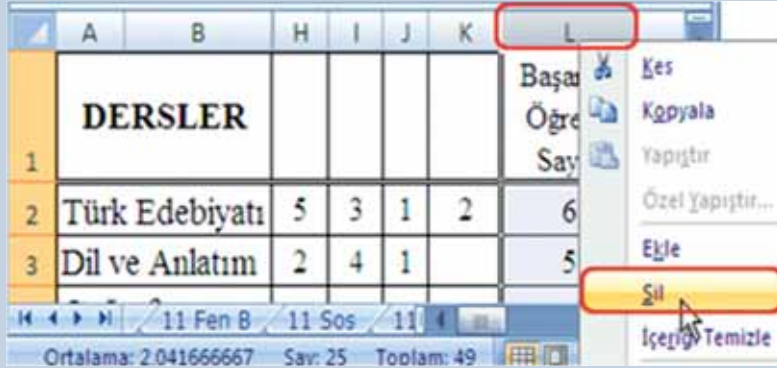 A B H I J K L
Kes
Kopyala
Yapıştır
Özel Yapıştır...
Ekle
Sil
İçeriği Temizle
1 DERSLER Başar
Öğre
Say
2 Türk Edebiyatı 5 3 1 2 6
3 Dil ve Anlatım 2 4 1 5
11 Fen B 11 Sos 11
Ortalama: 2.041666667 Say: 25 Toplam: 49